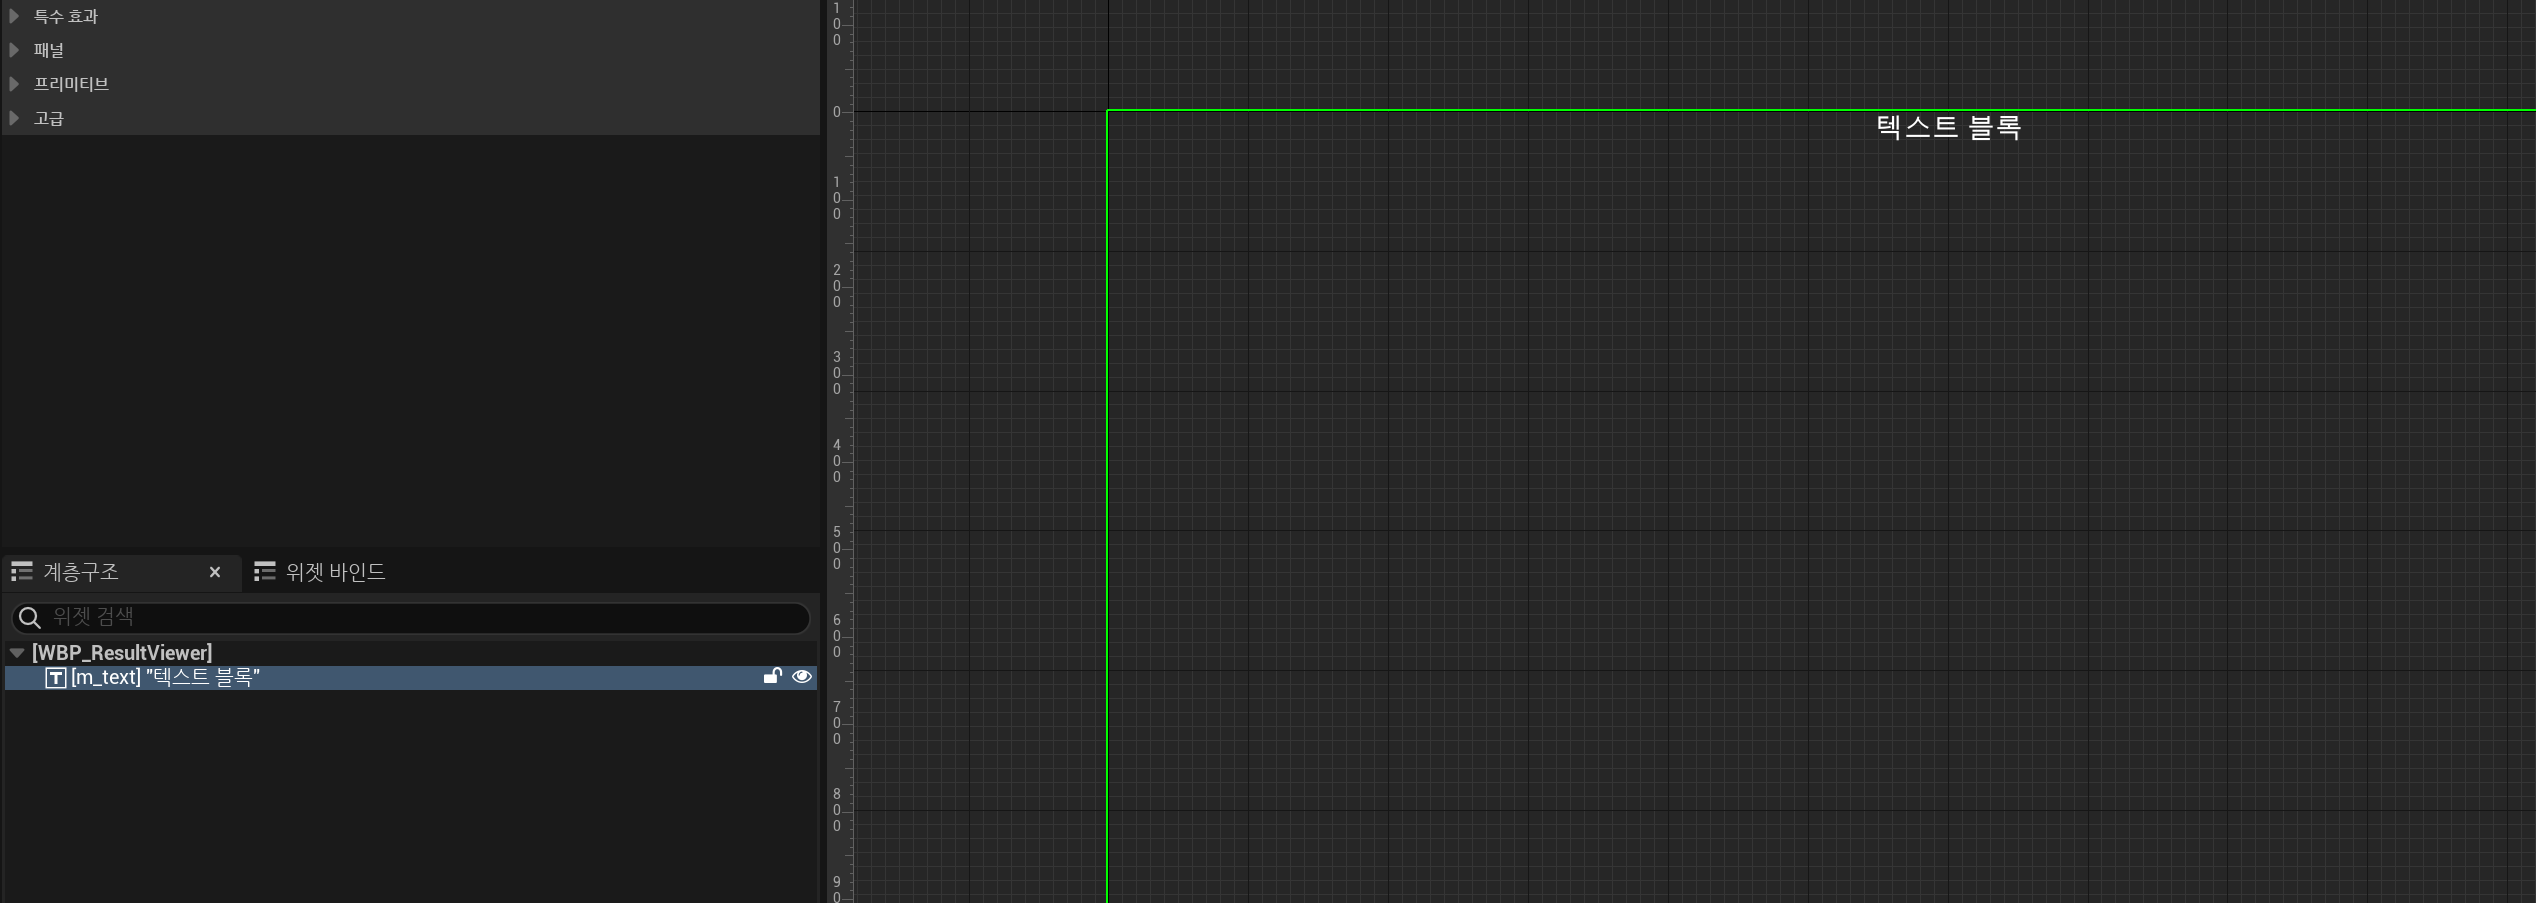 특수 효과
패널
프리미티브
고급
계층구조
위젯 바인드
위젯 검색
[WBP_ResultViewer]
[m_text] "텍스트 블록"
100
0
100
200
300
400
500
600
700
800
90
텍스트 블록